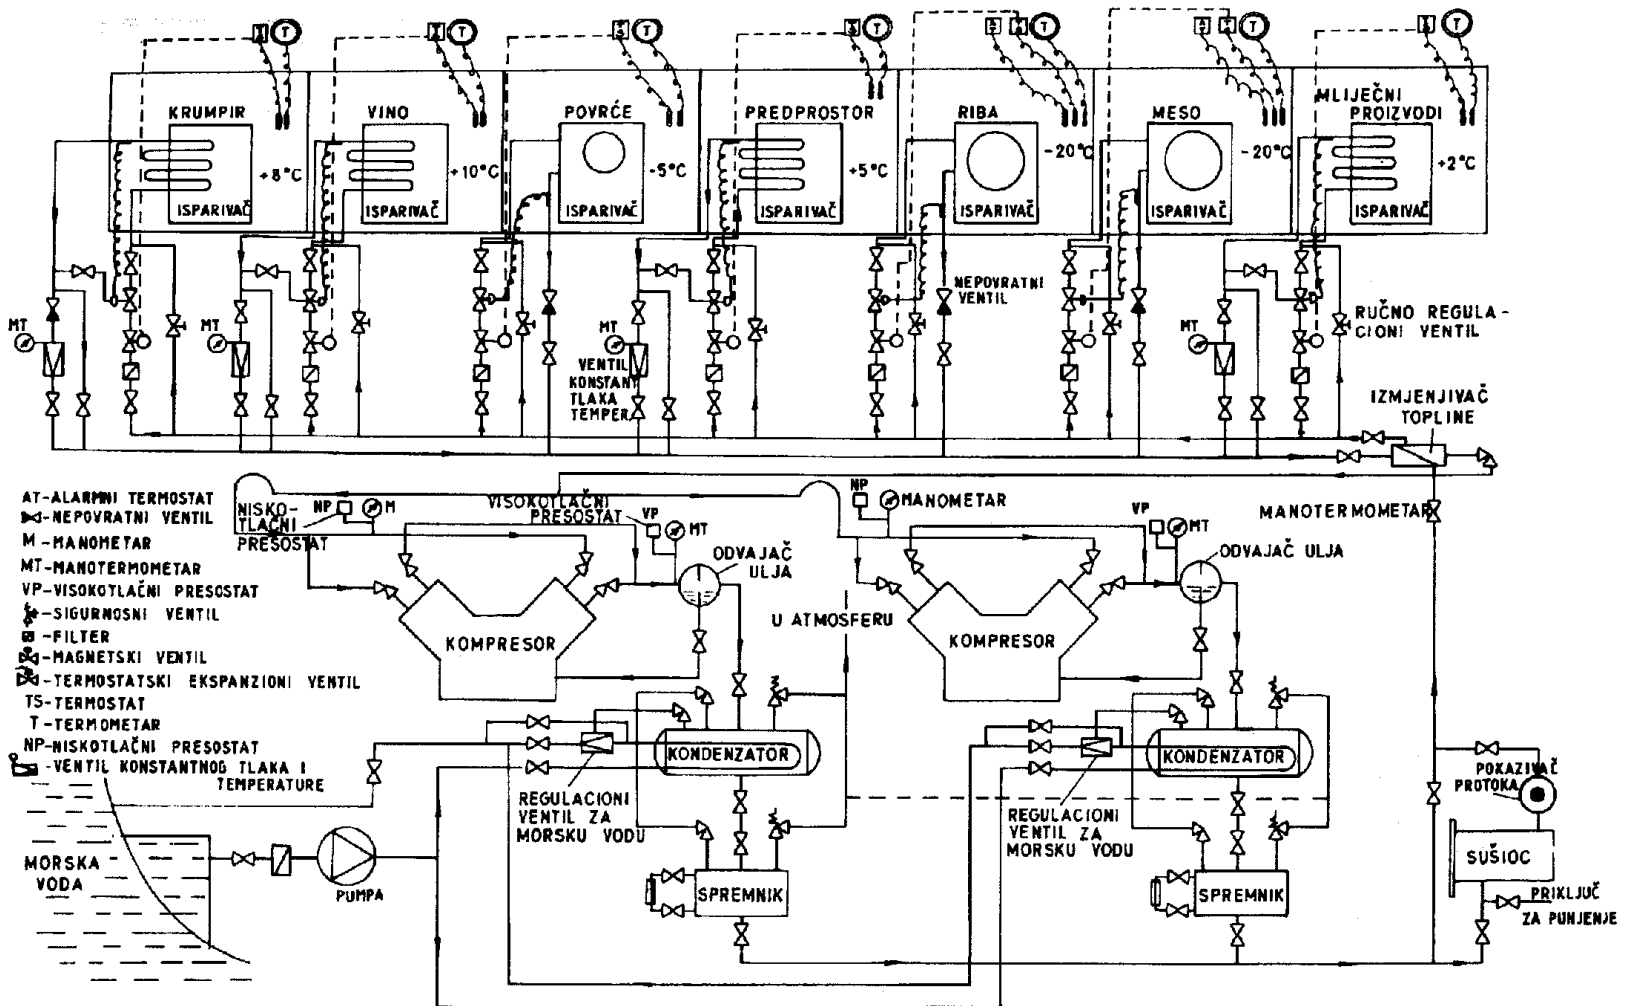 T T T T T T T
KRUMPIR
VINO
POVRĆE
PREDPROSTOR
RIBA
MESO
MLIJEČNI
PROIZVODI
+8°C
+10°C
-5°C
+5°C
-20°C
-20°C
+2°C
ISPARIVAČ
ISPARIVAČ
ISPARIVAČ
ISPARIVAČ
ISPARIVAČ
ISPARIVAČ
ISPARIVAČ
NEPOVRATNI
VENTIL
RUČNO REGULA-
CIONI VENTIL
MT
MT
MT
MT
VENTIL
KONSTANT
TLAKA
TEMPER.
IZMJENJIVAČ
TOPLINE
AT-ALARMNI TERMOSTAT
-NEPOVRATNI VENTIL
M-MANOMETAR
MT-MANOTERMOMETAR
VP-VISOKOTLAČNI PRESOSTAT
-SIGURNOSNI VENTIL
-FILTER
-MAGNETSKI VENTIL
-TERMOSTATSKI EKSPANZIONI VENTIL
TS-TERMOSTAT
T-TERMOMETAR
NP-NISKOTLAČNI PRESOSTAT
-VENTIL KONSTANTNOG TLAKA I
TEMPERATURE
NISKO-
TLAČNI
PRESOSTAT
NP
M
VISOKOTLAČNI
PRESOSTAT
VP
MT
ODVAJAČ
ULJA
KOMPRESOR
NP
MANOMETAR
VP
MT
MANOTERMOMETAR
ODVAJAČ ULJA
U ATMOSFERU
KOMPRESOR
KONDENZATOR
KONDENZATOR
REGULACIONI
VENTIL ZA
MORSKU VODU
REGULACIONI
VENTIL ZA
MORSKU VODU
POKAZIVAČ
PROTOKA
MORSKA
VODA
PUMPA
SPREMNIK
SPREMNIK
SUŠIOC
PRIKLJUČ
ZA PUNJENJE